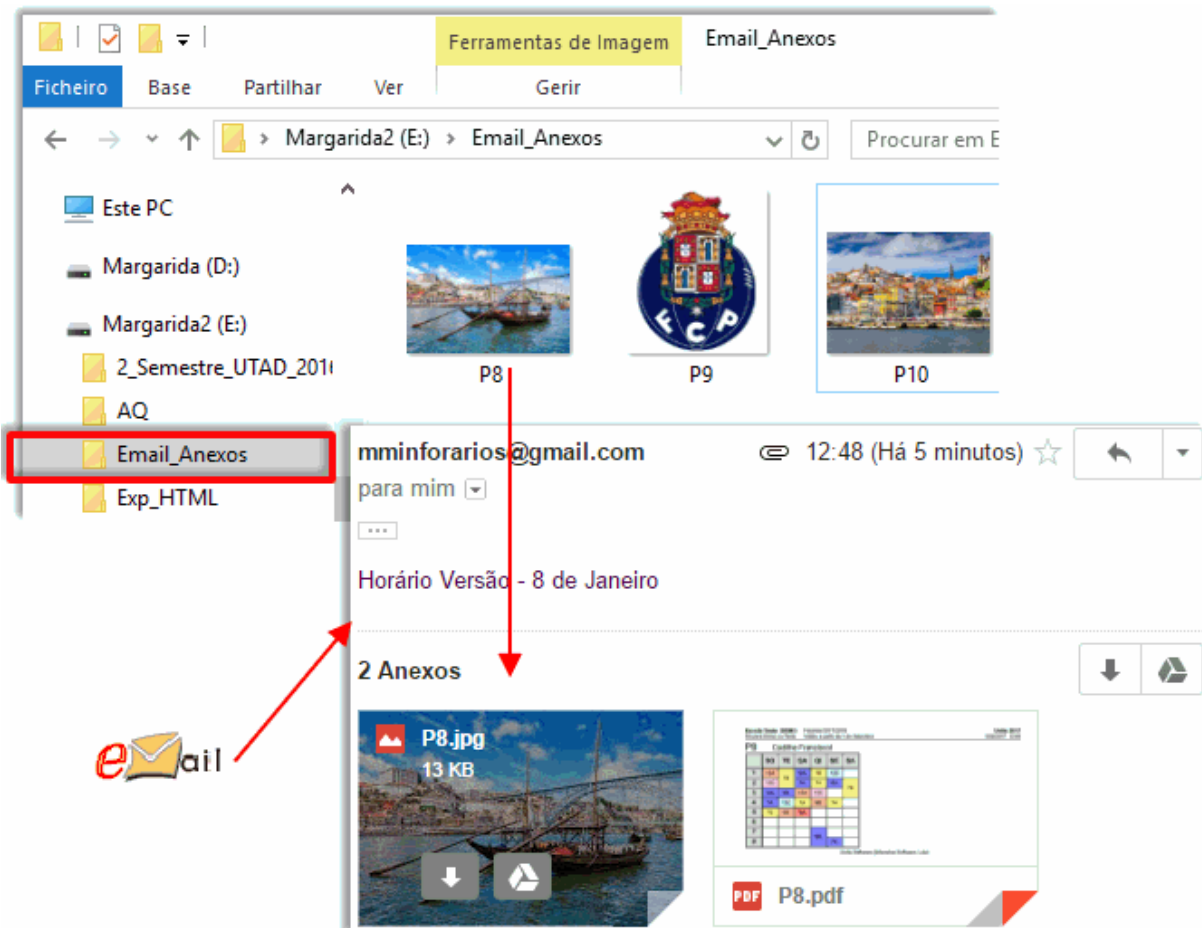 Ferramentas de Imagem
Email_Anexos
Ficheiro Base Partilhar Ver Gerir
Margarida2 (E:) > Email_Anexos
Procurar em E
Este PC
Margarida (D:)
Margarida2 (E:)
2_Semestre_UTAD_201
AQ
Email_Anexos
Exp_HTML
FCP
P8 P9 P10
mminforarios@gmail.com 12:48 (Há 5 minutos)
para mim
Horário Versão - 8 de Janeiro
2 Anexos
eMail
P8.jpg
13 KB
P8
PDF P8.pdf